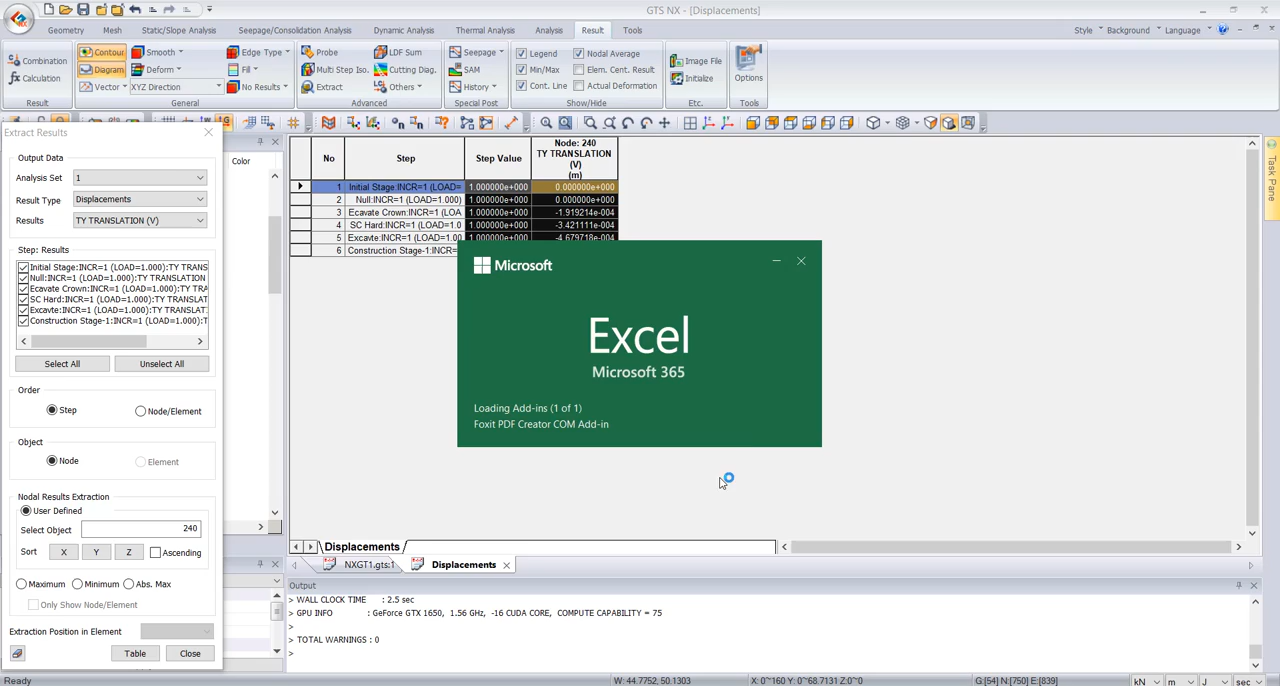 GTS NX - [Displacements]
Geometry Mesh Static/Slope Analysis Seepage/Consolidation Analysis Dynamic Analysis Thermal Analysis Analysis Result Tools Style Background Language
Combination Contour Smooth Edge Type Probe LDF Sum Seepage Legend Nodal Average Image File
Calculation Diagram Deform Fill Multi Step Iso. Cutting Diag. SAM Min/Max Elem. Cent. Result Initialize Options
Vector XYZ Direction No Results Extract Others History Cont. Line Actual Deformation
Result General Advanced Special Post Show/Hide Etc. Tools
Extract Results
Output Data
Analysis Set 1
Result Type Displacements
Results TY TRANSLATION (V)
Step: Results
Initial Stage:INCR=1 (LOAD=1.000):TY TRANS
Null:INCR=1 (LOAD=1.000):TY TRANSLATION
Ecavate Crown:INCR=1 (LOAD=1.000):TY TRA
SC Hard:INCR=1 (LOAD=1.000):TY TRANSLAT
Excavte:INCR=1 (LOAD=1.000):TY TRANSLAT
Construction Stage-1:INCR=1 (LOAD=1.000):T
Select All Unselect All
Order
Step Node/Element
Object
Node Element
Nodal Results Extraction
User Defined
Select Object 240
Sort X Y Z Ascending
Maximum Minimum Abs. Max
Only Show Node/Element
Extraction Position in Element
Table Close
Color
No Step Step Value Node: 240
TY TRANSLATION
(V)
(m)
1 Initial Stage:INCR=1 (LOAD= 1.000000e+000 0.000000e+000
2 Null:INCR=1 (LOAD=1.000) 1.000000e+000 0.000000e+000
3 Ecavate Crown:INCR=1 (LOA 1.000000e+000 -1.919214e-004
4 SC Hard:INCR=1 (LOAD=1.0 1.000000e+000 -3.421111e-004
5 Excavte:INCR=1 (LOAD=1.00 1.000000e+000 -4.679718e-004
6 Construction Stage-1:INCR=
Microsoft
Excel
Microsoft 365
Loading Add-ins (1 of 1)
Foxit PDF Creator COM Add-in
Task Pane
Displacements
NXGT1.gts:1 Displacements
Output
> WALL CLOCK TIME : 2.5 sec
> GPU INFO : GeForce GTX 1650, 1.56 GHz, -16 CUDA CORE, COMPUTE CAPABILITY = 75
>
> TOTAL WARNINGS : 0
>
Ready W: 44.7752, 50.1303 X: 0~160 Y: 0~68.7131 Z:0~0 G:[54] N:[750] E:[839] kN m J sec